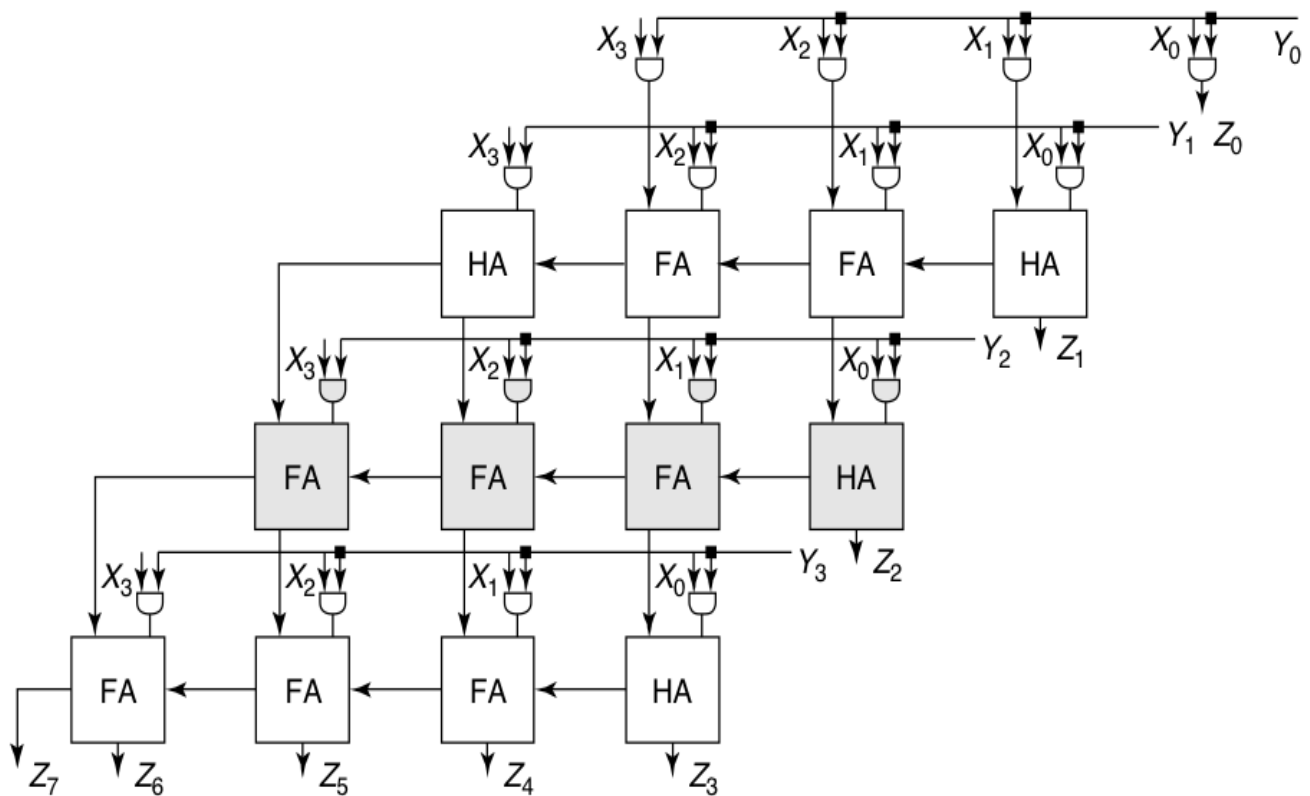 X3 X2 X1 X0 Y0
X3 X2 X1 X0 Y1 Z0
HA FA FA HA
X3 X2 X1 X0 Y2 Z1
FA FA FA HA
X3 X2 X1 X0 Y3 Z2
FA FA FA HA
Z7 Z6 Z5 Z4 Z3